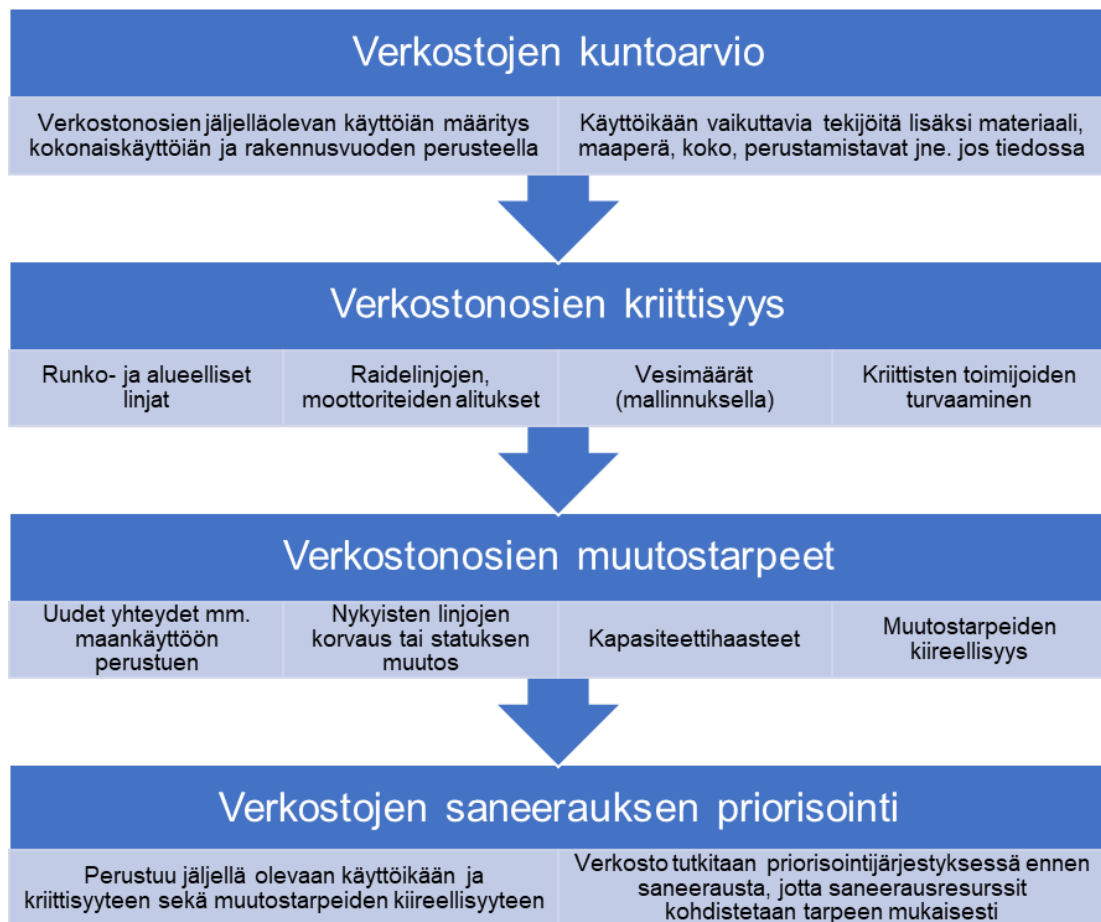 Verkostojen kuntoarvio
Verkostonosien jäljelläolevan käyttöiän määritys
kokonaiskäyttöiän ja rakennusvuoden perusteella
Käyttöikään vaikuttavia tekijöitä lisäksi materiaali,
maaperä, koko, perustamistavat jne. jos tiedossa
Verkostonosien kriittisyys
Runko- ja alueelliset
linjat
Raidelinjojen,
moottoriteiden alitukset
Vesimäärät
(mallinnuksella)
Kriittisten toimijoiden
turvaaminen
Verkostonosien muutostarpeet
Uudet yhteydet mm.
maankäyttöön
perustuen
Nykyisten linjojen
korvaus tai statuksen
muutos
Kapasiteettihaasteet
Muutostarpeiden
kiireellisyys
Verkostojen saneerauksen priorisointi
Perustuu jäljellä olevaan käyttöikään ja
kriittisyyteen sekä muutostarpeiden kiireellisyyteen
Verkosto tutkitaan priorisointijärjestyksessä ennen
saneerausta, jotta saneerausresurssit
kohdistetaan tarpeen mukaisesti